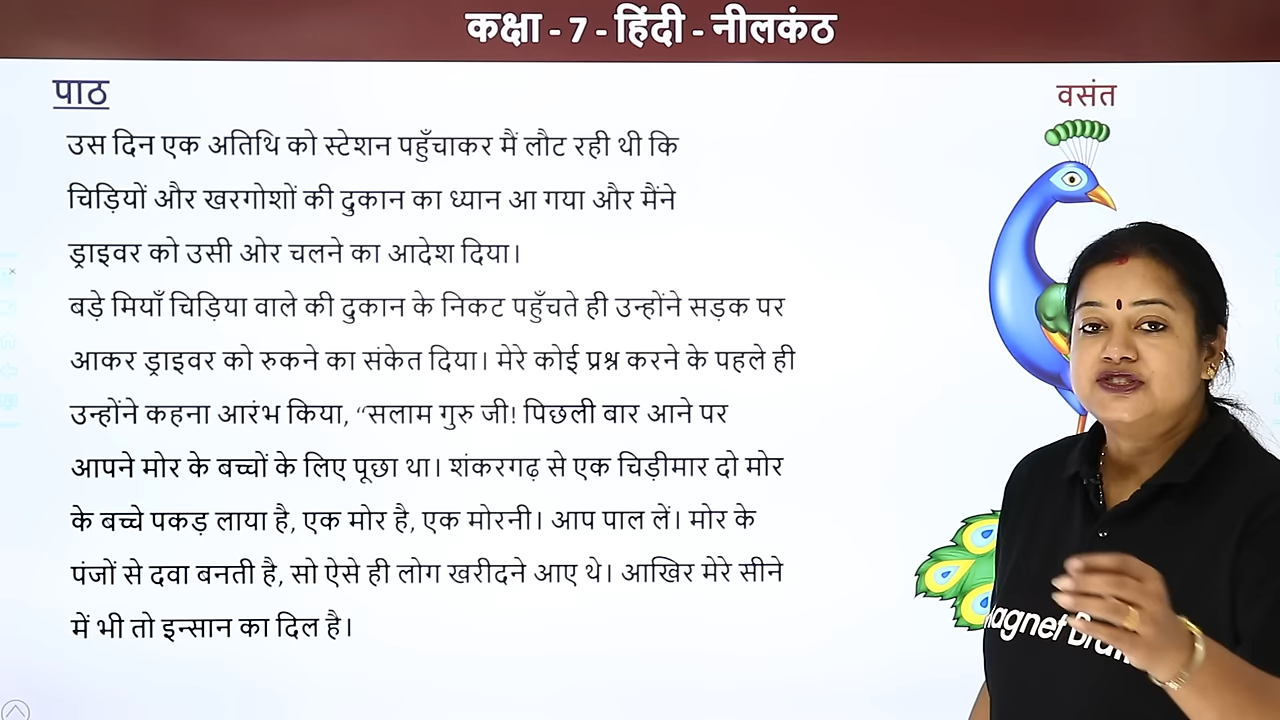 कक्षा - 7 - हिंदी - नीलकंठ
पाठ
वसंत
उस दिन एक अतिथि को स्टेशन पहुँचाकर मैं लौट रही थी कि
चिड़ियों और खरगोशों की दुकान का ध्यान आ गया और मैंने
ड्राइवर को उसी ओर चलने का आदेश दिया।
बड़े मियाँ चिड़िया वाले की दुकान के निकट पहुँचते ही उन्होंने सड़क पर
आकर ड्राइवर को रुकने का संकेत दिया। मेरे कोई प्रश्न करने के पहले ही
उन्होंने कहना आरंभ किया, “सलाम गुरु जी! पिछली बार आने पर
आपने मोर के बच्चों के लिए पूछा था। शंकरगढ़ से एक चिड़ीमार दो मोर
के बच्चे पकड़ लाया है, एक मोर है, एक मोरनी। आप पाल लें। मोर के
पंजों से दवा बनती है, सो ऐसे ही लोग खरीदने आए थे। आखिर मेरे सीने
में भी तो इन्सान का दिल है।